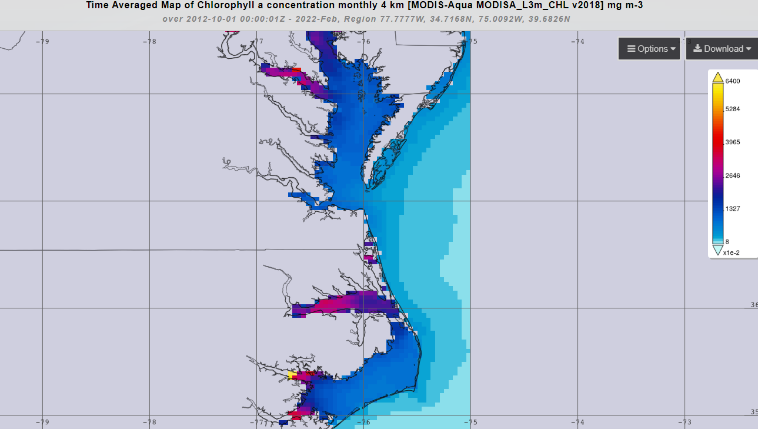 Time Averaged Map of Chlorophyll a concentration monthly 4 km [MODIS-Aqua MODISA_L3m_CHL v2018] mg m-3
over 2012-10-01 00:00:01Z - 2022-Feb, Region 77.7777W, 34.7168N, 75.0092W, 39.6826N
-79 -78 -77 -76 -75 -74 -73
Options Download
6400
5284
3965
2646
1327
8
x1e-2
36
35
-79 -78 -77 -76 -75 -74 -73